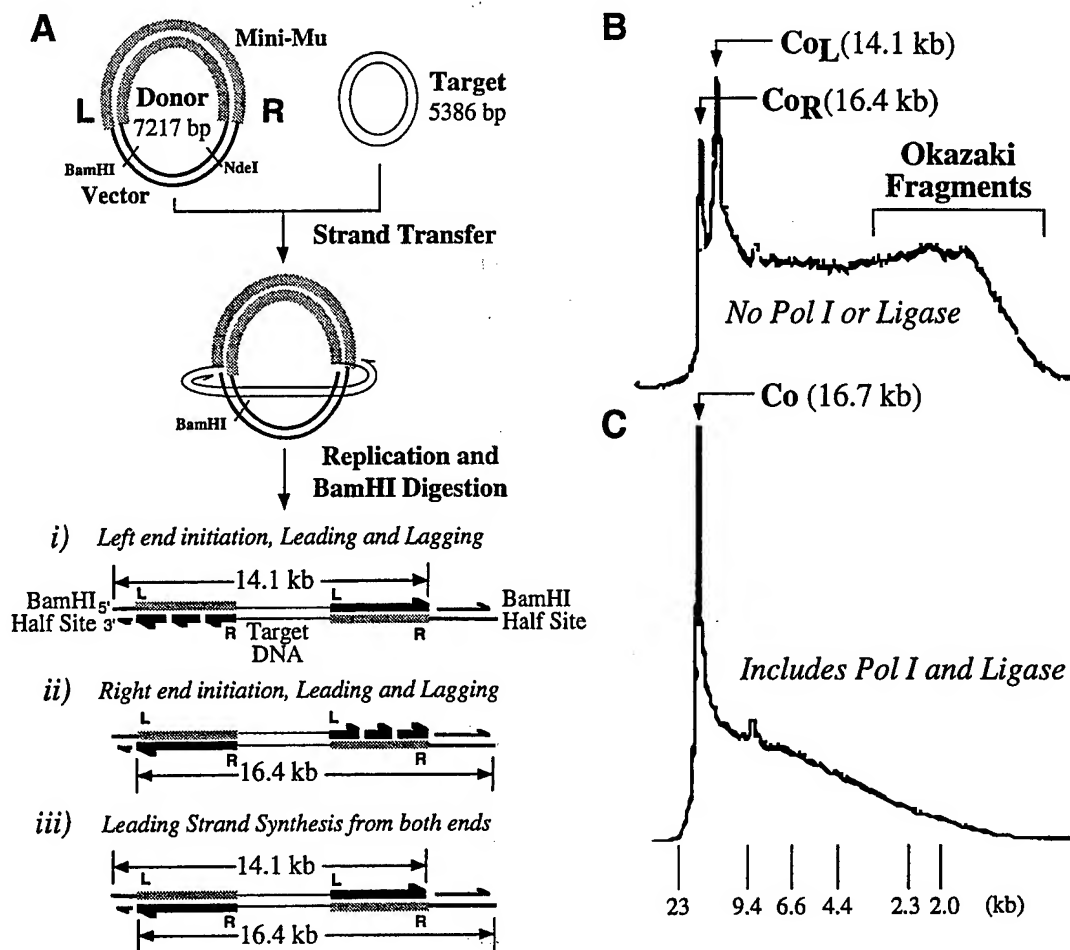 A
Mini-Mu
L
Donor
7217 bp
R
Target
5386 bp
BamHI
NdeI
Vector
Strand Transfer
BamHI
Replication and
BamHI Digestion
i) Left end initiation, Leading and Lagging
14.1 kb
L
L
BamHI 5'
Half Site 3'
R
Target
DNA
R
BamHI
Half Site
ii) Right end initiation, Leading and Lagging
L
L
R
R
16.4 kb
iii) Leading Strand Synthesis from both ends
14.1 kb
L
L
R
R
16.4 kb
B
CoL (14.1 kb)
CoR (16.4 kb)
Okazaki
Fragments
No Pol I or Ligase
C
Co (16.7 kb)
Includes Pol I and Ligase
23 9.4 6.6 4.4 2.3 2.0 (kb)